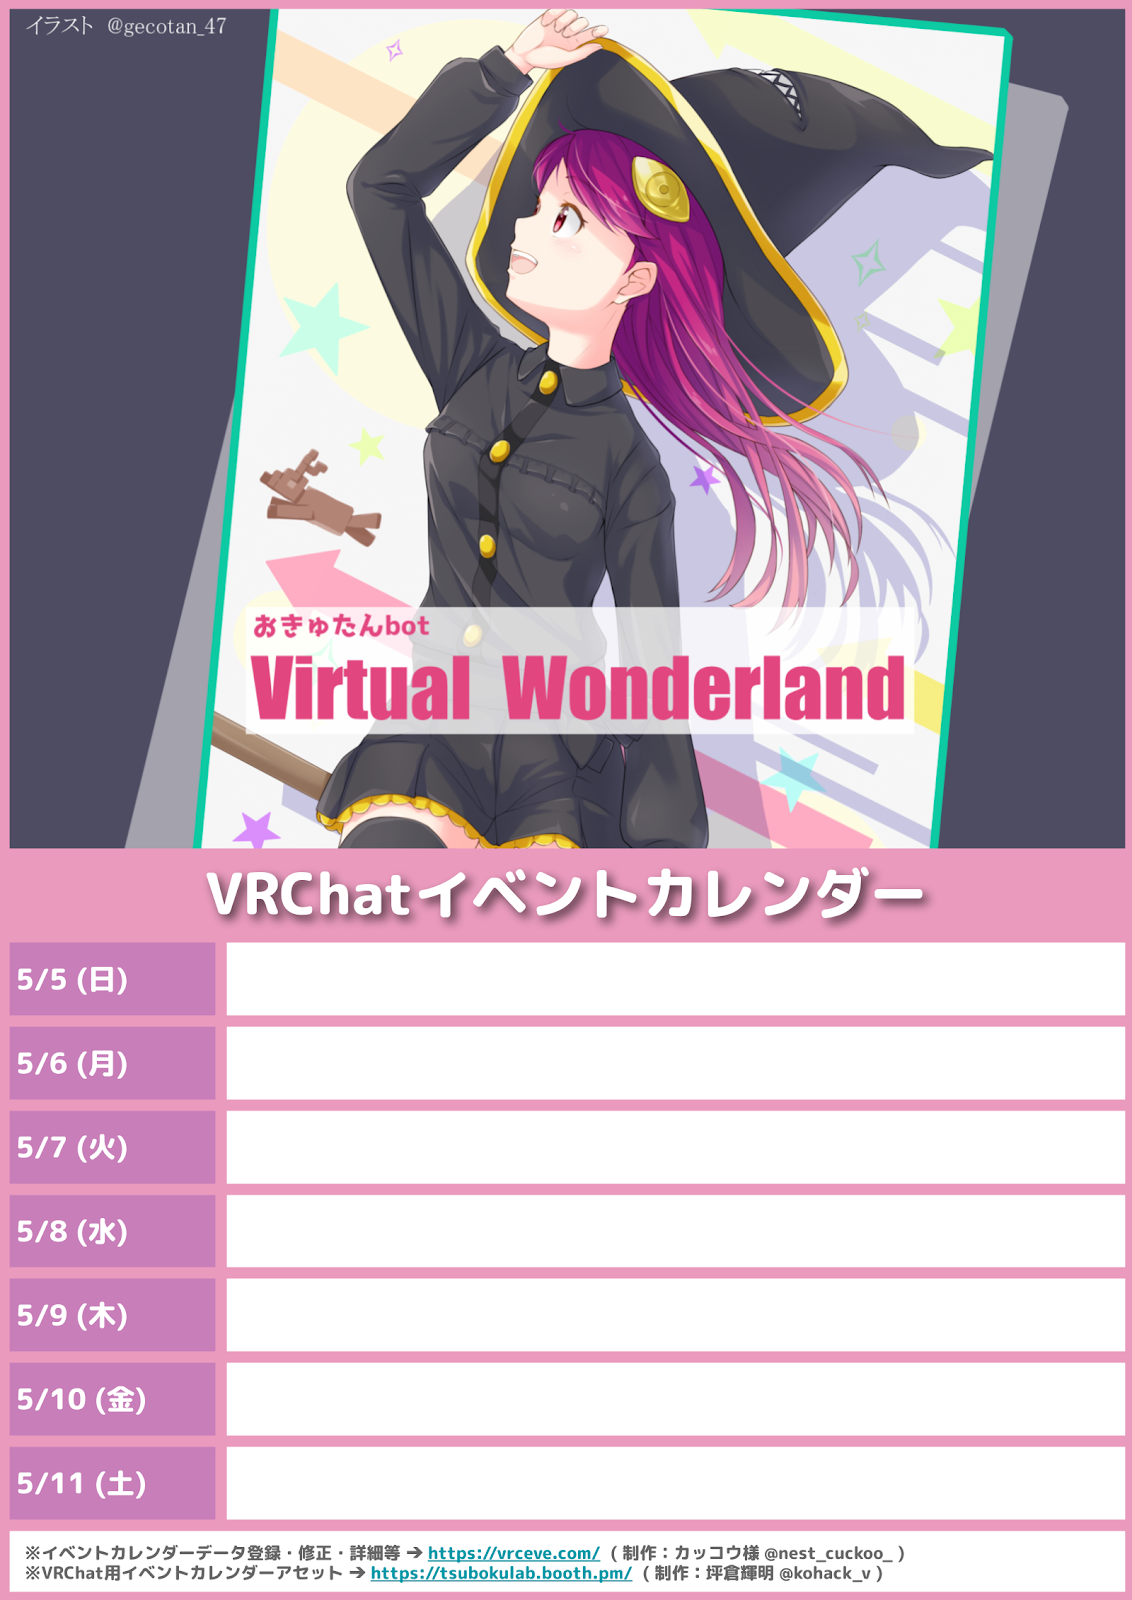 イラスト @gecotan_47
おきゅたんbot
Virtual Wonderland
VRChatイベントカレンダー
5/5 (日)
5/6 (月)
5/7 (火)
5/8 (水)
5/9 (木)
5/10 (金)
5/11 (土)
※イベントカレンダーデータ登録・修正・詳細等 ➔ https://vrceve.com/ ( 制作：カッコウ様 @nest_cuckoo_ )
※VRChat用イベントカレンダーアセット ➔ https://tsubokulab.booth.pm/ ( 制作：坪倉輝明 @kohack_v )